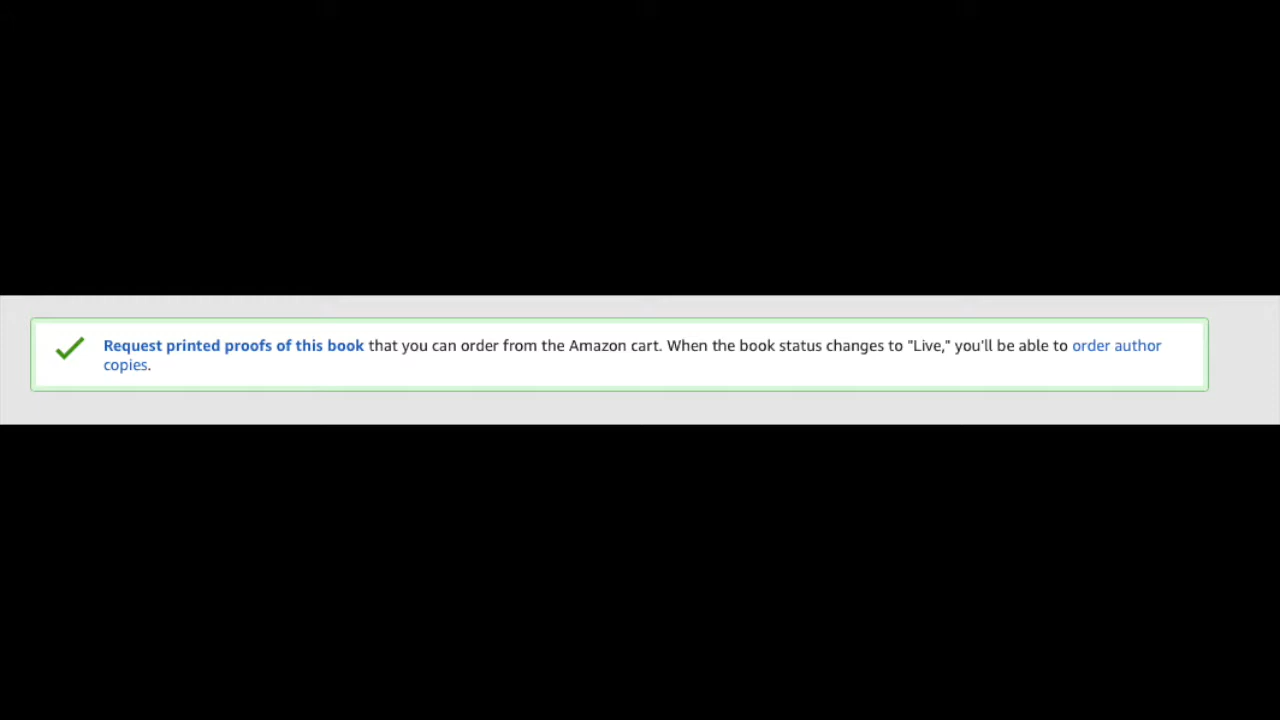 Request printed proofs of this book that you can order from the Amazon cart. When the book status changes to "Live," you'll be able to order author
copies.